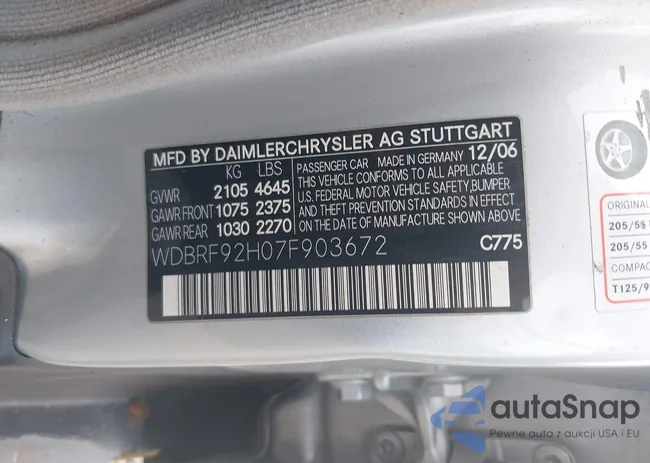 MFD BY DAIMLERCHRYSLER AG STUTTGART
KG LBS
GVWR 2105 4645
GAWR FRONT 1075 2375
GAWR REAR 1030 2270
PASSENGER CAR MADE IN GERMANY 12/06
THIS VEHICLE CONFORMS TO ALL APPLICABLE
U.S. FEDERAL MOTOR VEHICLE SAFETY,BUMPER
AND THEFT PREVENTION STANDARDS IN EFFECT
ON THE DATE OF MANUFACTURE SHOWN ABOVE.
WDBRF92H07F903672 C775
ORIGINAL
205/55
205/55
COMPAC
T125/9
autaSnap
Pewne auta z aukcji USA i EU